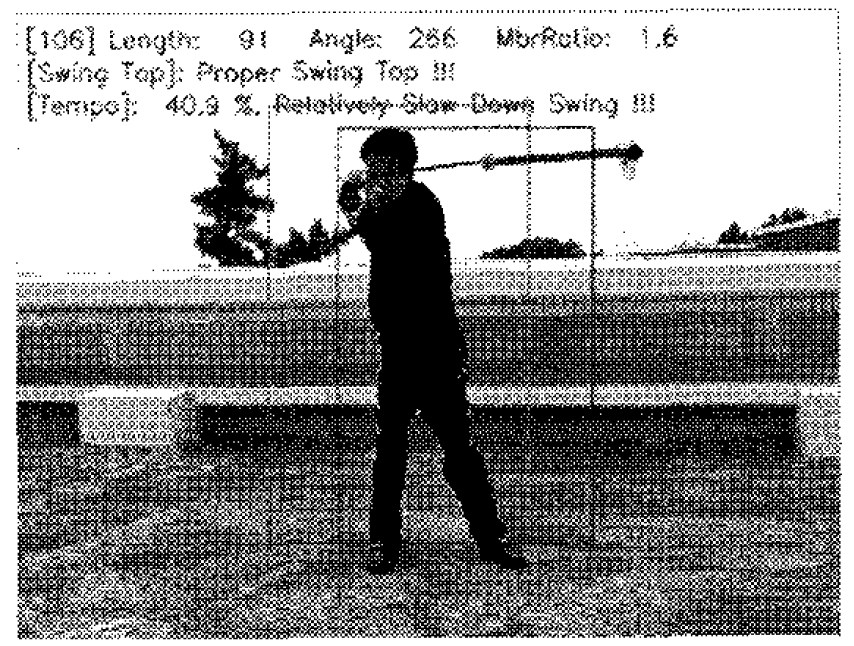 [106] Length: 91 Angle: 266 MbrRatio: 1.6
[Swing Top]: Proper Swing Top !!!
[Tempo]: 40.9 %, Relatively Slow Down Swing !!!